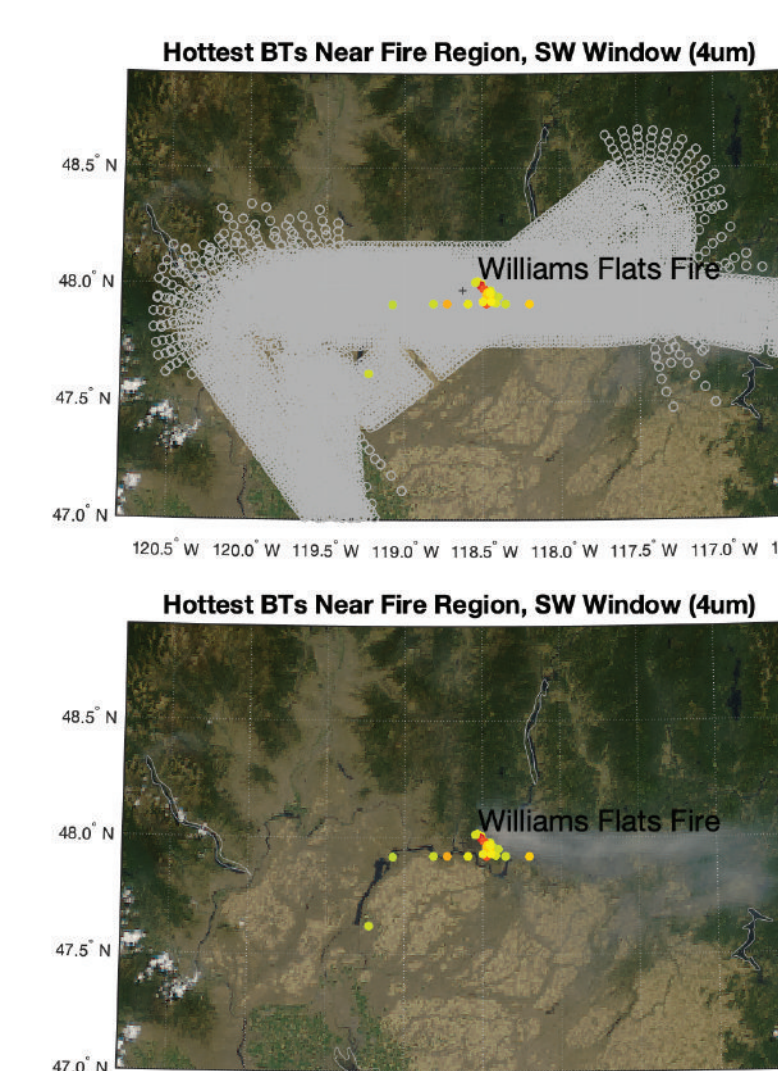 Hottest BTs Near Fire Region, SW Window (4um)
48.5° N
Williams Flats Fire
48.0° N
47.5° N
47.0° N
120.5° W 120.0° W 119.5° W 119.0° W 118.5° W 118.0° W 117.5° W 117.0° W 1
Hottest BTs Near Fire Region, SW Window (4um)
48.5° N
Williams Flats Fire
48.0° N
47.5° N
47.0° N